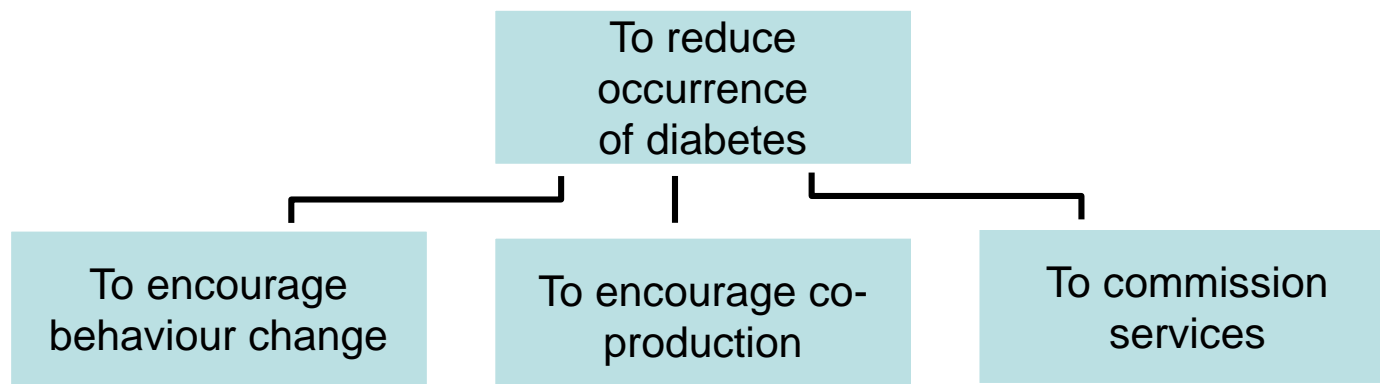 To reduce
occurrence
of diabetes
To encourage
behaviour change
To encourage co-
production
To commission
services